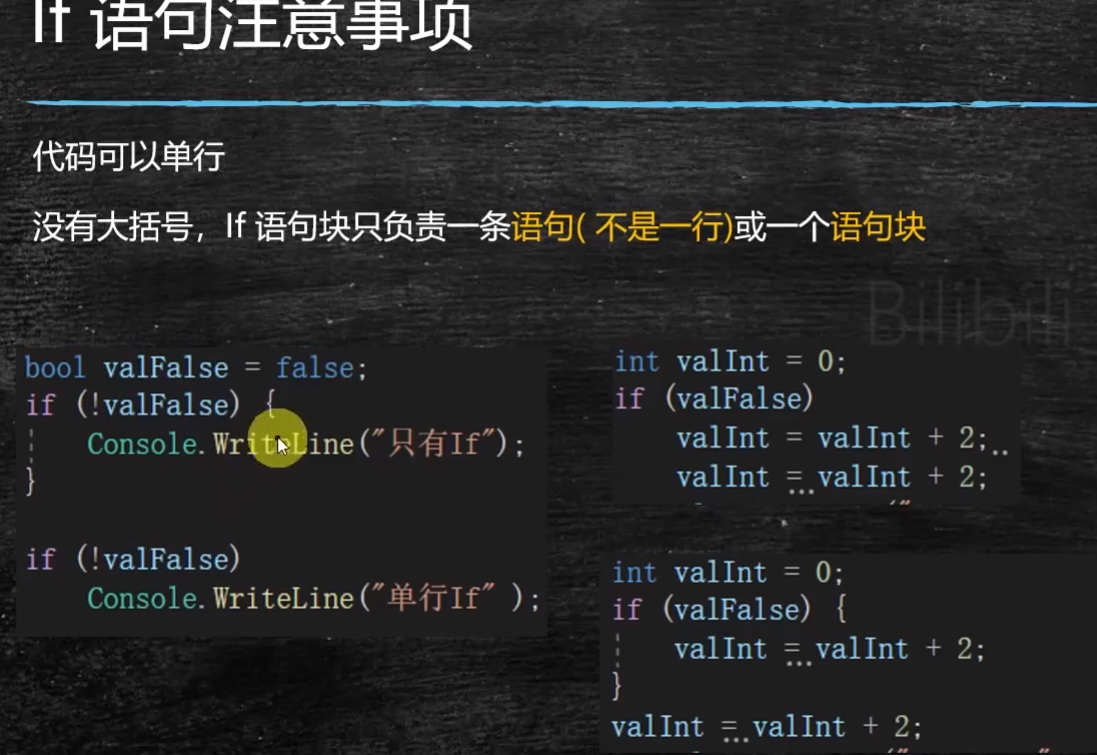 If 语句注意事项
代码可以单行
没有大括号，If 语句块只负责一条语句( 不是一行)或一个语句块
Bilibili
bool valFalse = false;
if (!valFalse) {
Console.WriteLine("只有If");
}
if (!valFalse)
Console.WriteLine("单行If" );
int valInt = 0;
if (valFalse)
valInt = valInt + 2;
valInt = valInt + 2;
int valInt = 0;
if (valFalse) {
valInt = valInt + 2;
}
valInt = valInt + 2;